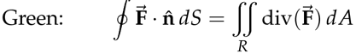 Green: ∮ F⃗ · n̂ dS = ∬_R div(F⃗) dA